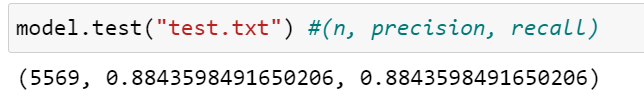 model.test("test.txt") #(n, precision, recall)
(5569, 0.8843598491650206, 0.8843598491650206)